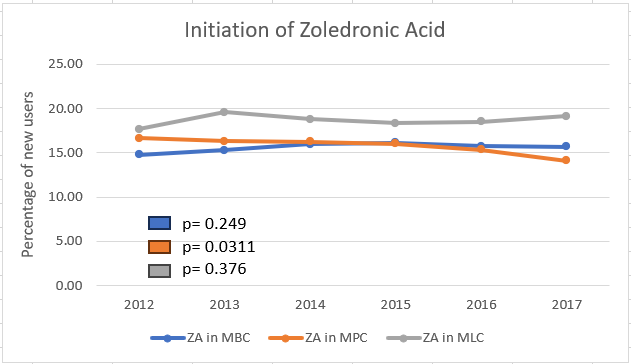 Initiation of Zoledronic Acid
Percentage of new users
25.00
20.00
15.00
10.00
5.00
0.00
p= 0.249
p= 0.0311
p= 0.376
2012 2013 2014 2015 2016 2017
ZA in MBC ZA in MPC ZA in MLC